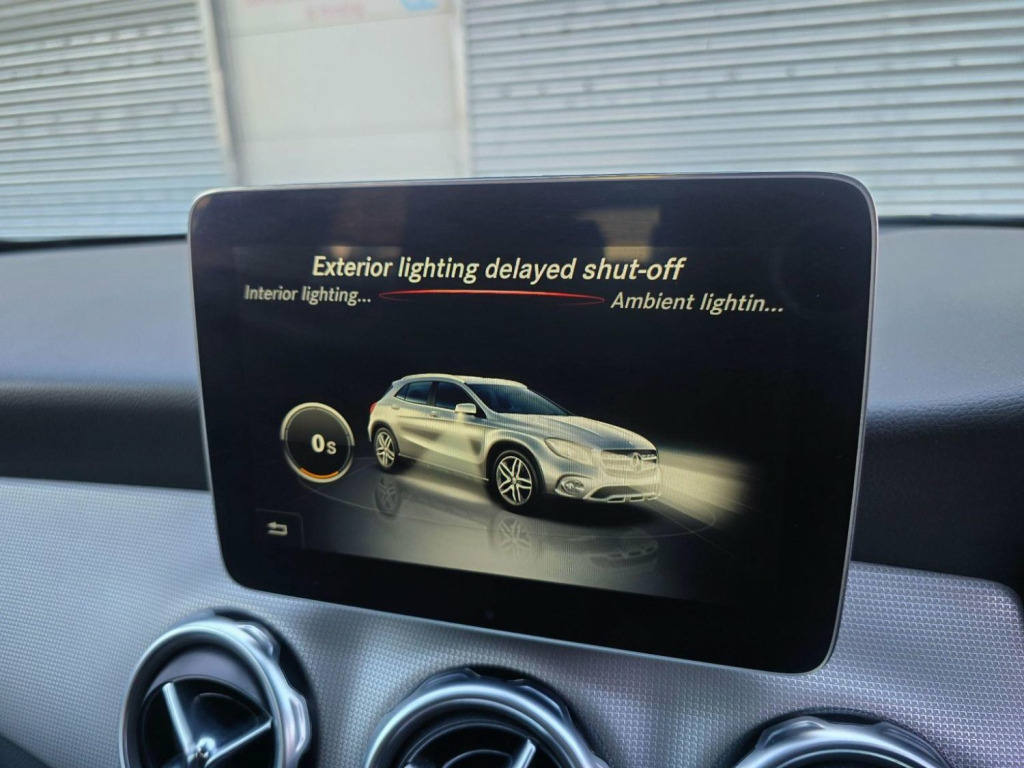 Exterior lighting delayed shut-off
Interior lighting...
Ambient lightin...
0s